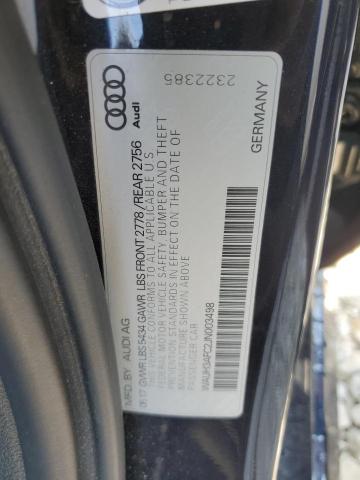 Audi
23222385
GERMANY
MFD. BY AUDI AG
GVWR LBS 5434 GAWR LBS FRONT 2778 / REAR 2756
VEHICLE CONFORMS TO ALL APPLICABLE U S
FEDERAL MOTOR VEHICLE SAFETY, BUMPER AND THEFT
PREVENTION STANDARDS IN EFFECT ON THE DATE OF
MANUFACTURE SHOWN ABOVE
PASSENGER CAR